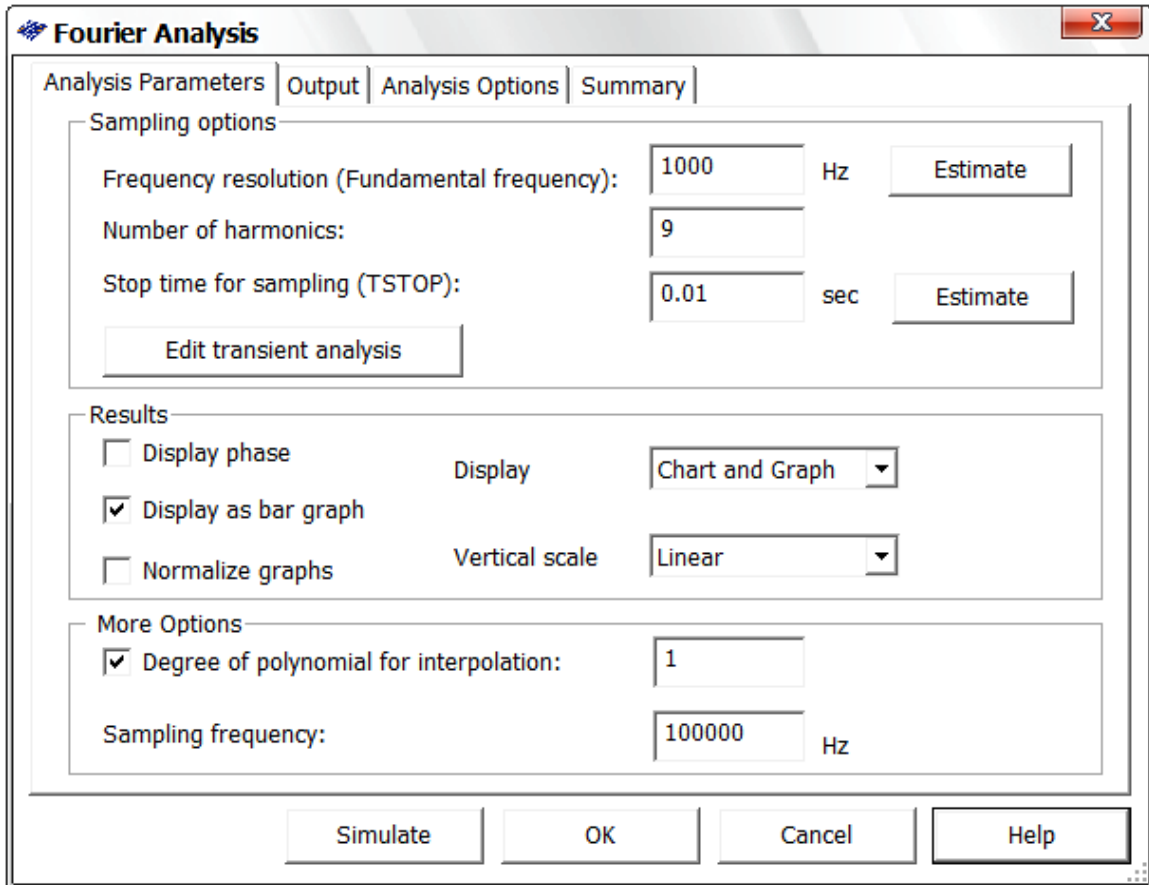 Fourier Analysis
Analysis Parameters Output Analysis Options Summary
Sampling options
Frequency resolution (Fundamental frequency): 1000 Hz Estimate
Number of harmonics: 9
Stop time for sampling (TSTOP): 0.01 sec Estimate
Edit transient analysis
Results
Display phase
Display Chart and Graph
Display as bar graph
Vertical scale Linear
Normalize graphs
More Options
Degree of polynomial for interpolation: 1
Sampling frequency: 100000 Hz
Simulate OK Cancel Help